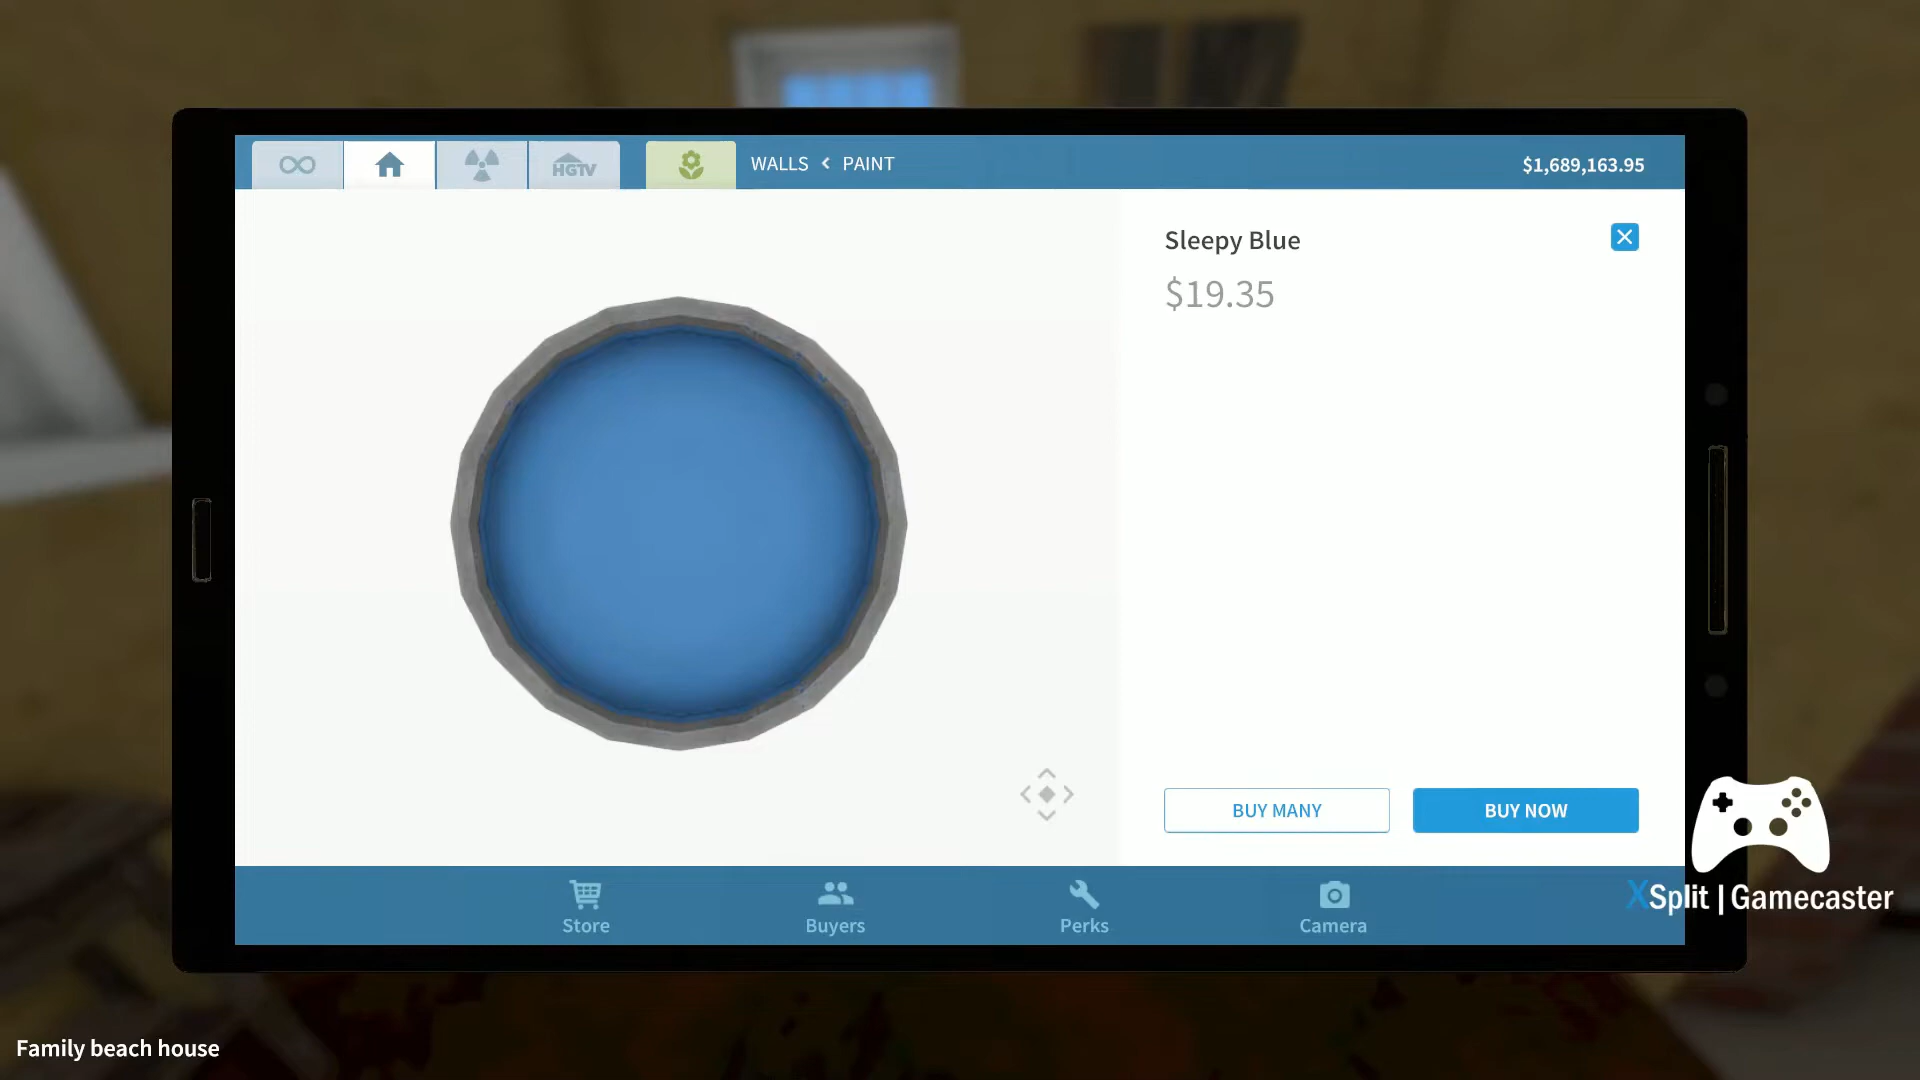 HGTV
WALLS < PAINT
$1,689,163.95
Sleepy Blue
$19.35
BUY MANY
BUY NOW
Store
Buyers
Perks
Camera
XSplit | Gamecaster
Family beach house